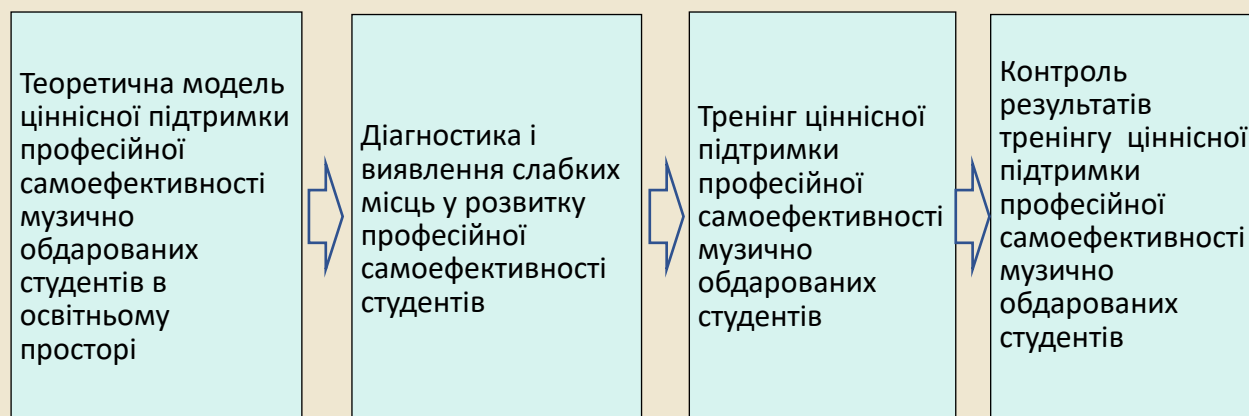 Теоретична модель
ціннісної підтримки
професійної
самоефективності
музично
обдарованих
студентів в
освітньому
просторі
Діагностика і
виявлення слабких
місць у розвитку
професійної
самоефективності
студентів
Тренінг ціннісної
підтримки
професійної
самоефективності
музично
обдарованих
студентів
Контроль
результатів
тренінгу ціннісної
підтримки
професійної
самоефективності
музично
обдарованих
студентів